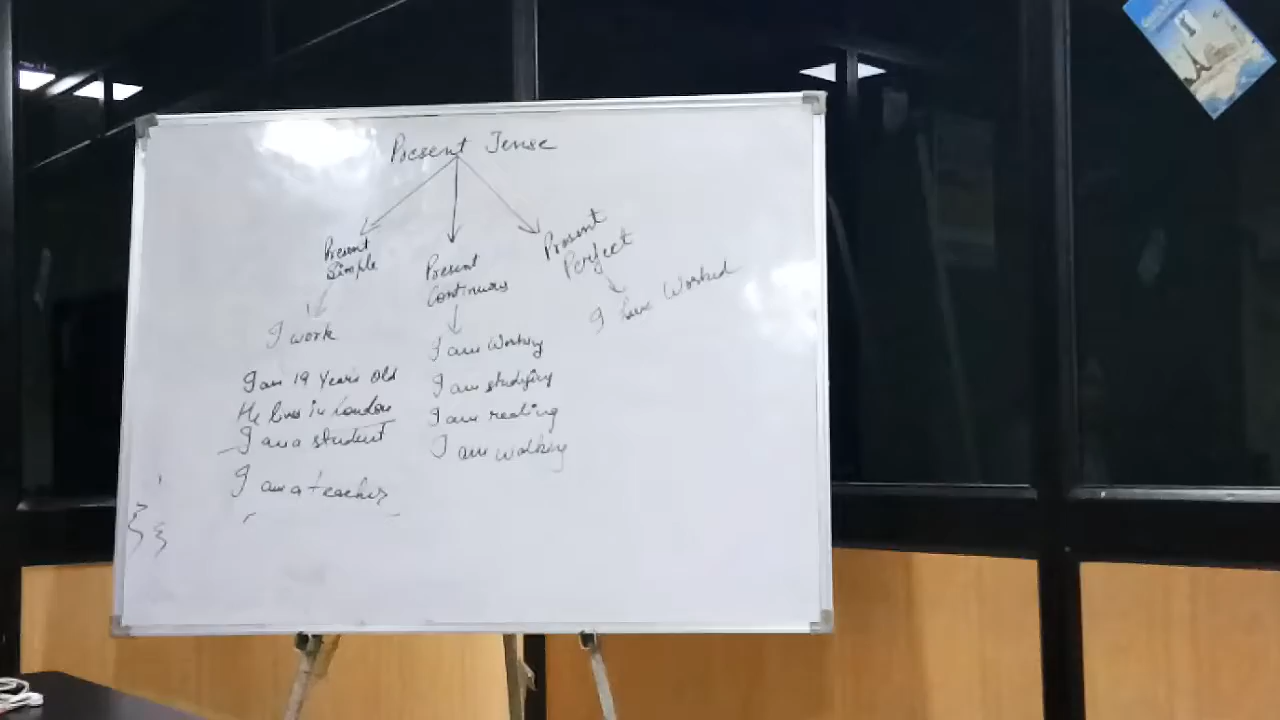 Present Tense
Present
Simple
I work
I am 19 years old
He lives in London
I am a student
I am a teacher
Present
Continuous
I am working
I am studying
I am reading
I am walking
Present
Perfect
I have worked